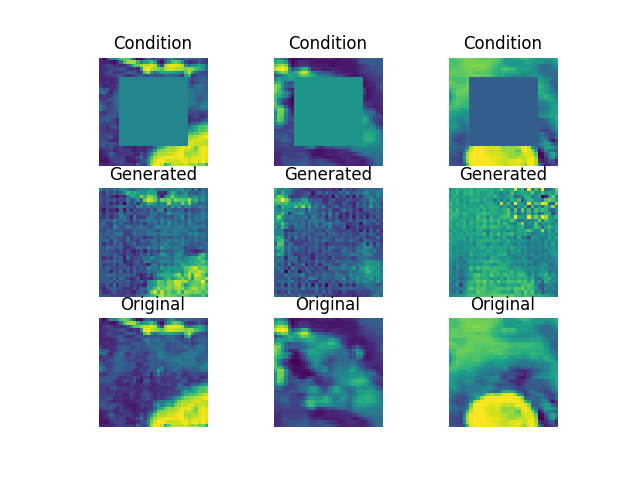 Condition Condition Condition
Generated Generated Generated
Original Original Original